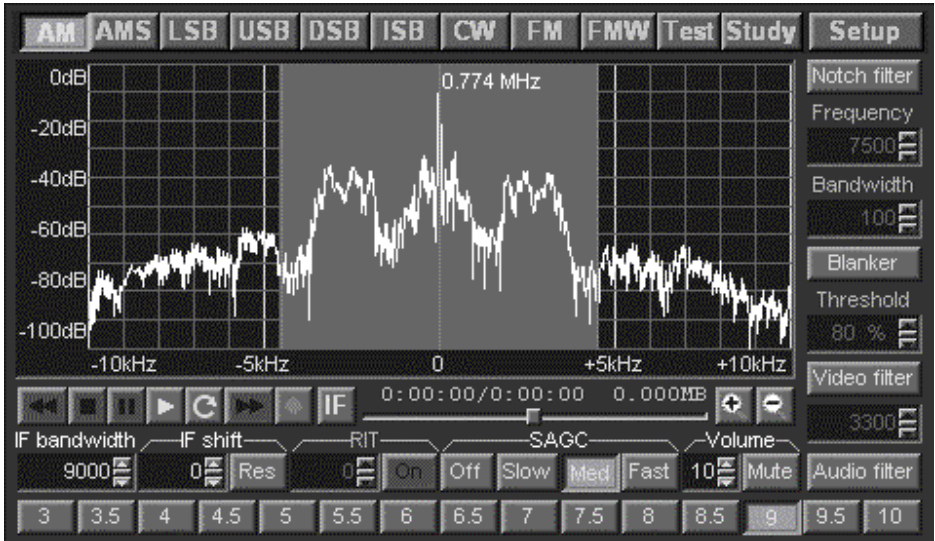 AM AMS LSB USB DSB ISB CW FM FMW Test Study Setup
0dB 0.774 MHz Notch filter
Frequency
-20dB 7500
-40dB Bandwidth
100
-60dB
-80dB Blanker
Threshold
-100dB 80 %
-10kHz -5kHz 0 +5kHz +10kHz
Video filter
IF 0:00:00/0:00:00 0.000MB
3300
IF bandwidth IF shift RIT SAGC Volume
9000 0 Res 0 On Off Slow Med Fast 10 Mute Audio filter
3 3.5 4 4.5 5 5.5 6 6.5 7 7.5 8 8.5 9 9.5 10